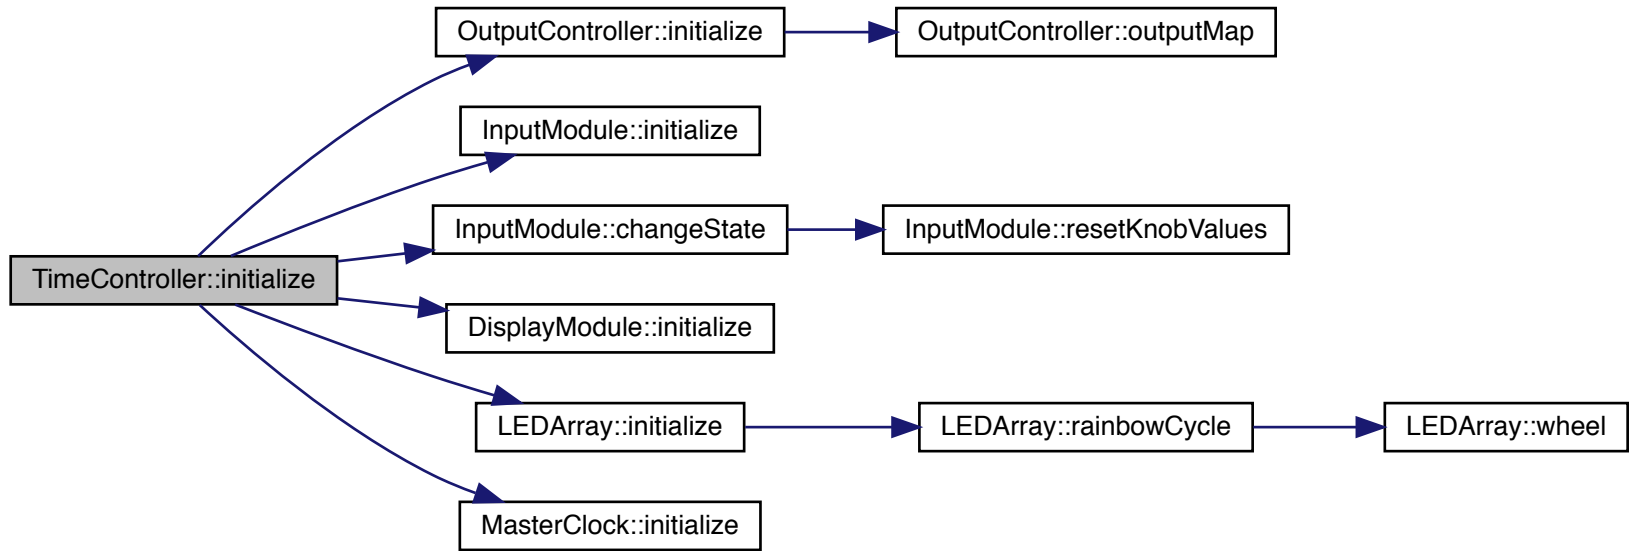 OutputController::initialize
OutputController::outputMap
InputModule::initialize
InputModule::changeState
InputModule::resetKnobValues
TimeController::initialize
DisplayModule::initialize
LEDArray::initialize
LEDArray::rainbowCycle
LEDArray::wheel
MasterClock::initialize